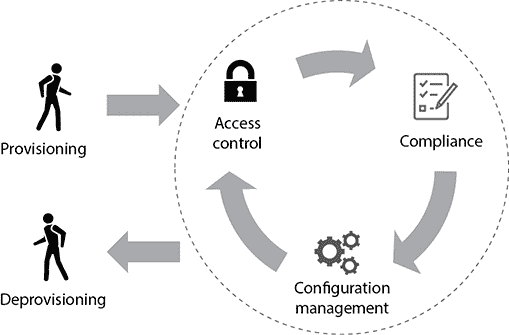 Provisioning
Access
control
Compliance
Deprovisioning
Configuration
management